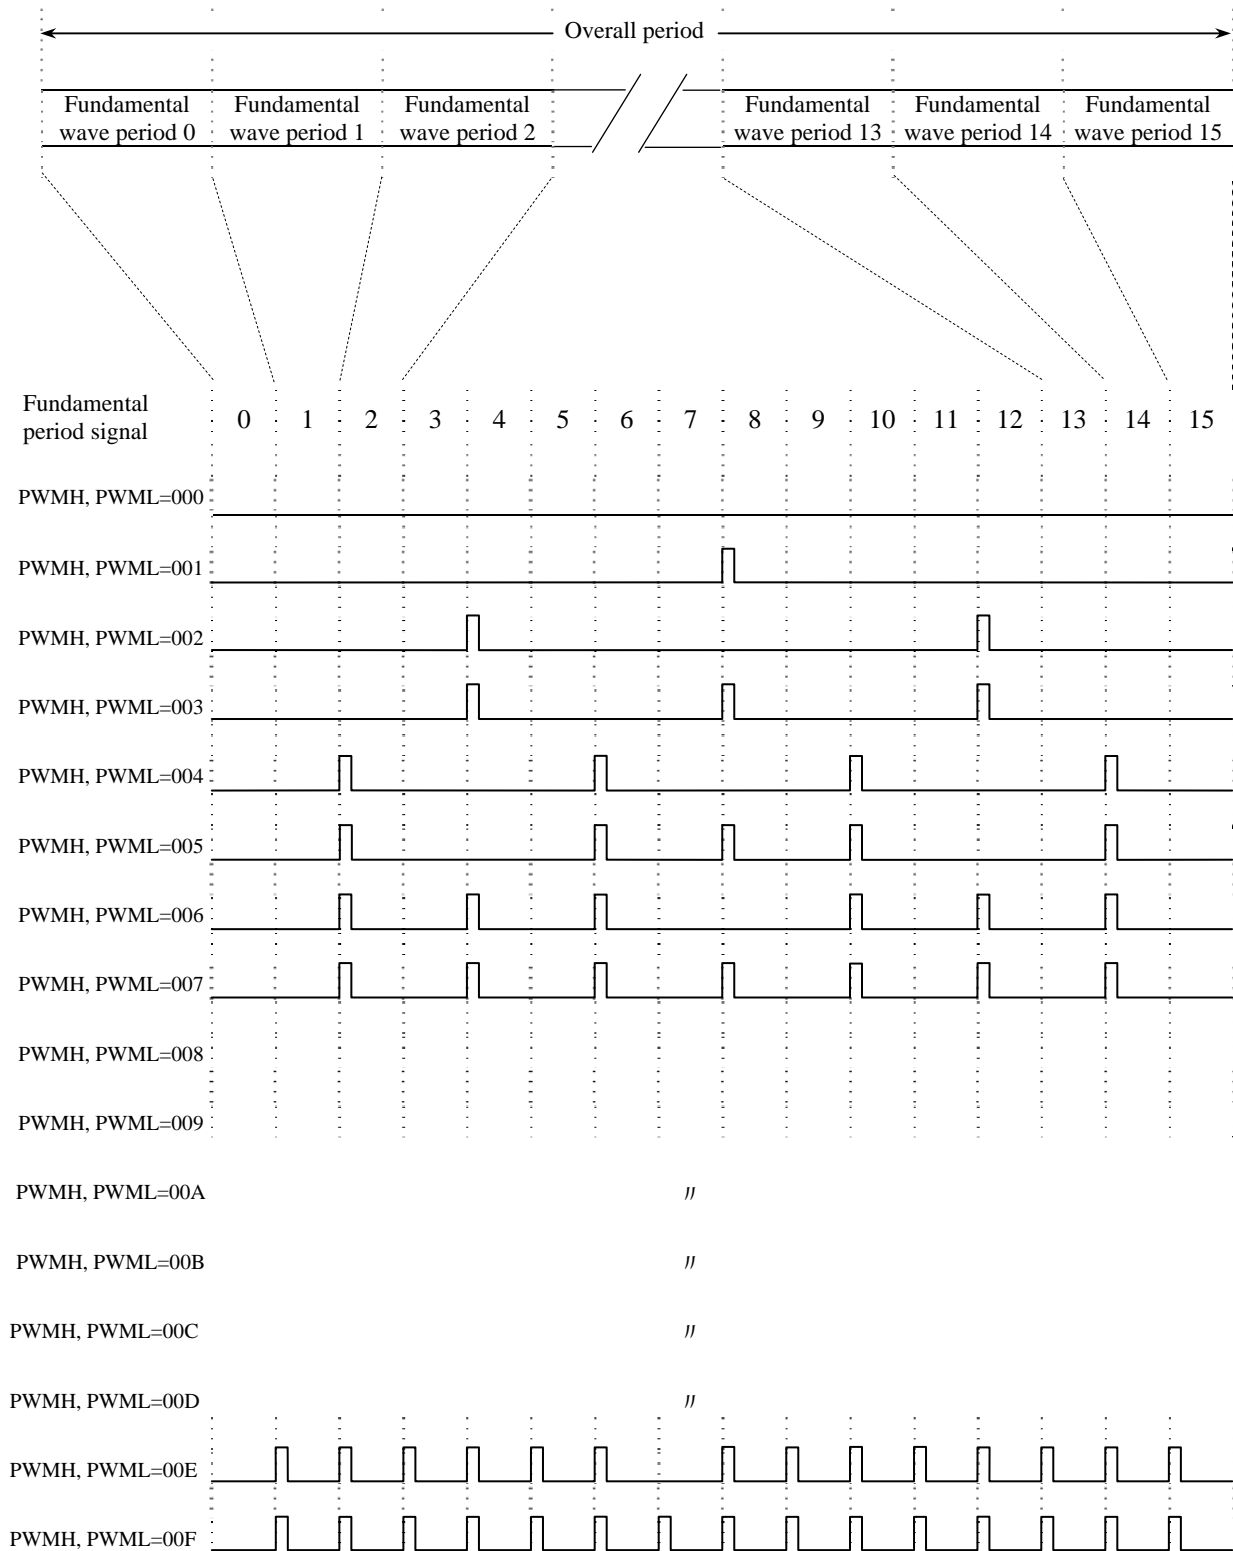 Overall period
Fundamental wave period 0
Fundamental wave period 1
Fundamental wave period 2
Fundamental wave period 13
Fundamental wave period 14
Fundamental wave period 15
Fundamental period signal
0 1 2 3 4 5 6 7 8 9 10 11 12 13 14 15
PWMH, PWML=000
PWMH, PWML=001
PWMH, PWML=002
PWMH, PWML=003
PWMH, PWML=004
PWMH, PWML=005
PWMH, PWML=006
PWMH, PWML=007
PWMH, PWML=008
PWMH, PWML=009
PWMH, PWML=00A 〃
PWMH, PWML=00B 〃
PWMH, PWML=00C 〃
PWMH, PWML=00D 〃
PWMH, PWML=00E
PWMH, PWML=00F